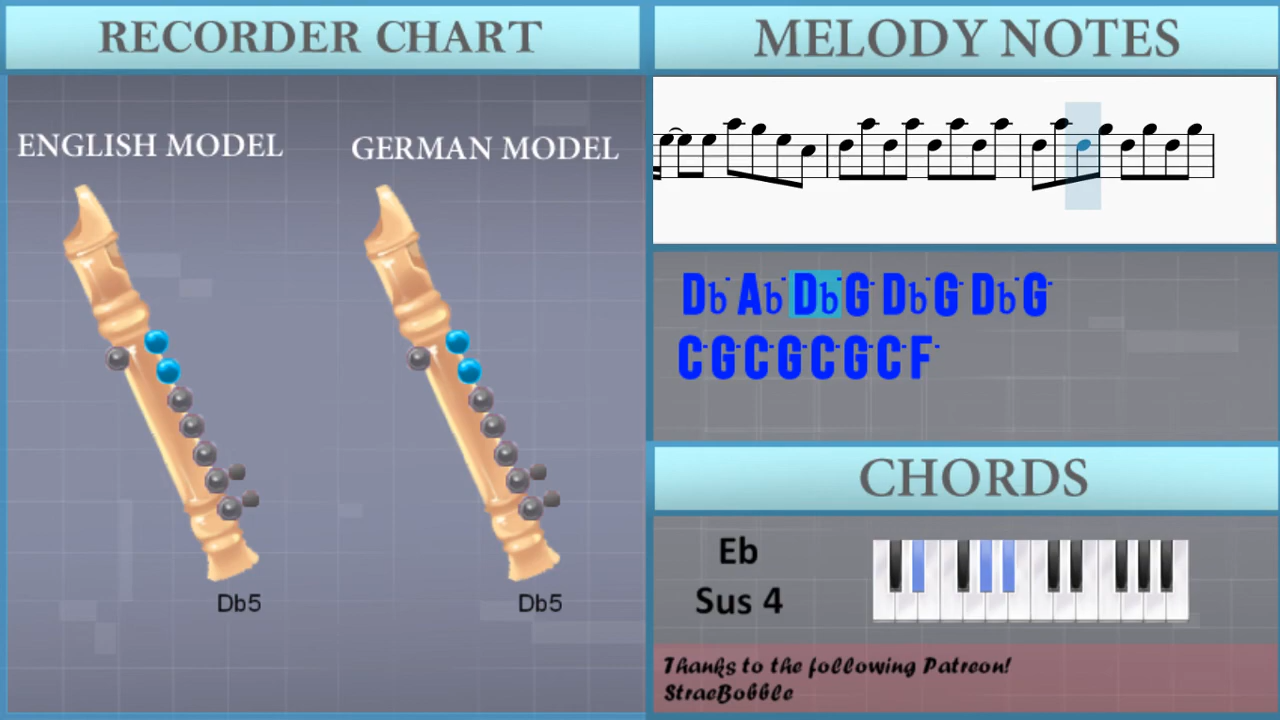 RECORDER CHART
ENGLISH MODEL
GERMAN MODEL
Db5
Db5
MELODY NOTES
Db· Ab· Db· G· Db· G· Db· G·
C· G· C· G· C· G· C· F·
CHORDS
Eb
Sus 4
Thanks to the following Patreon!
StraeBobble